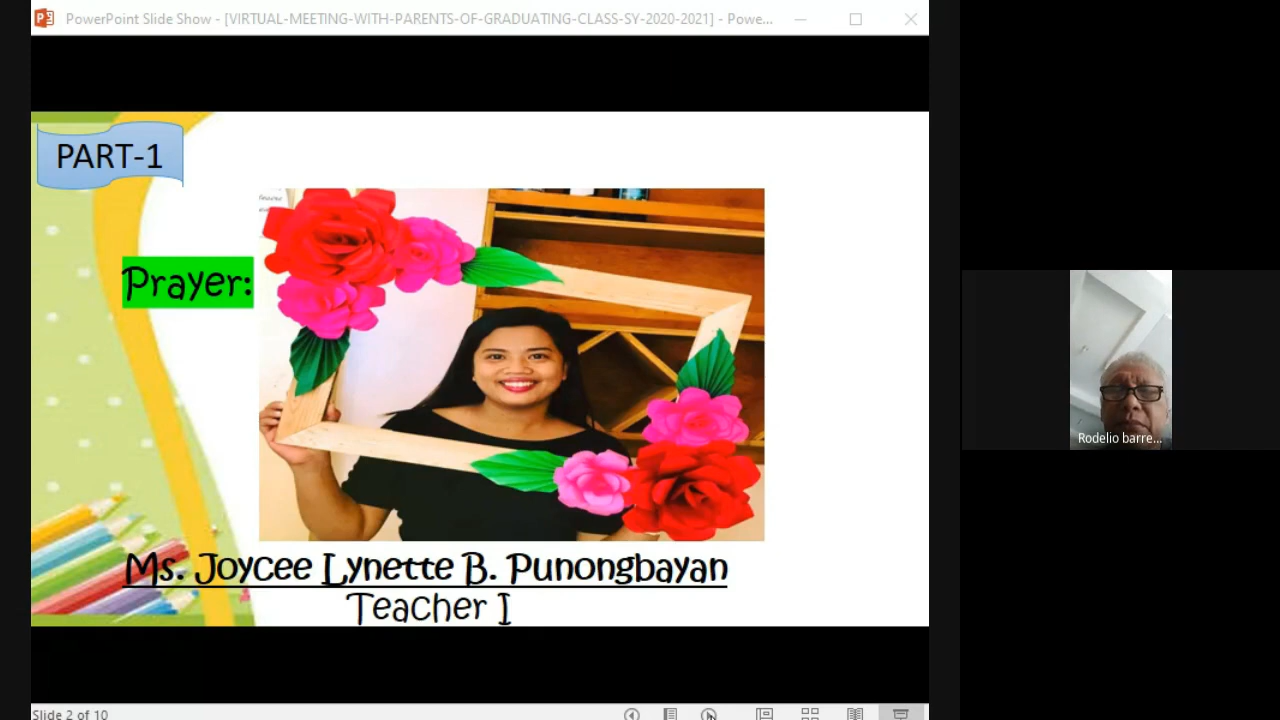 PowerPoint Slide Show - [VIRTUAL-MEETING-WITH-PARENTS-OF-GRADUATING-CLASS-SY-2020-2021] - Powe...
PART-1
Prayer:
Ms. Joycee Lynette B. Punongbayan
Teacher I
Rodelio barre...
Slide 2 of 10